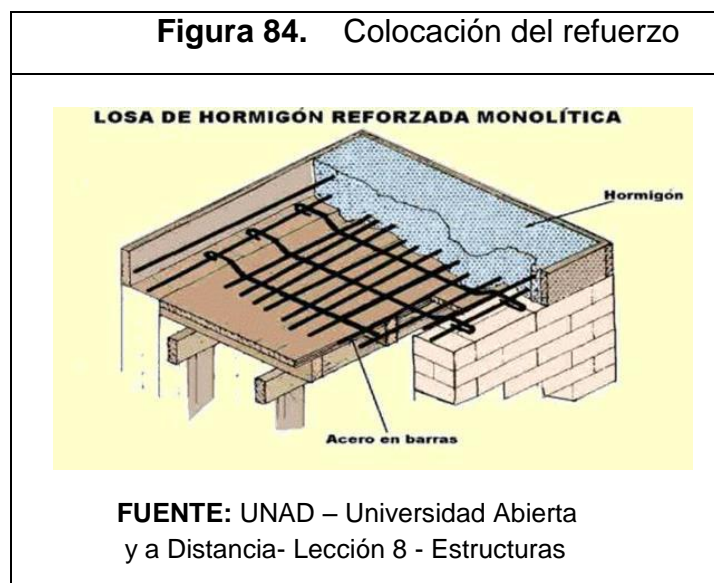 Figura 84. Colocación del refuerzo
LOSA DE HORMIGÓN REFORZADA MONOLÍTICA
Hormigón
Acero en barras
FUENTE: UNAD – Universidad Abierta
y a Distancia- Lección 8 - Estructuras